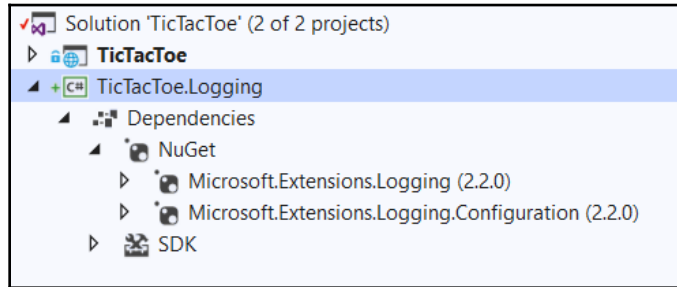 Solution 'TicTacToe' (2 of 2 projects)
TicTacToe
C# TicTacToe.Logging
Dependencies
NuGet
Microsoft.Extensions.Logging (2.2.0)
Microsoft.Extensions.Logging.Configuration (2.2.0)
SDK